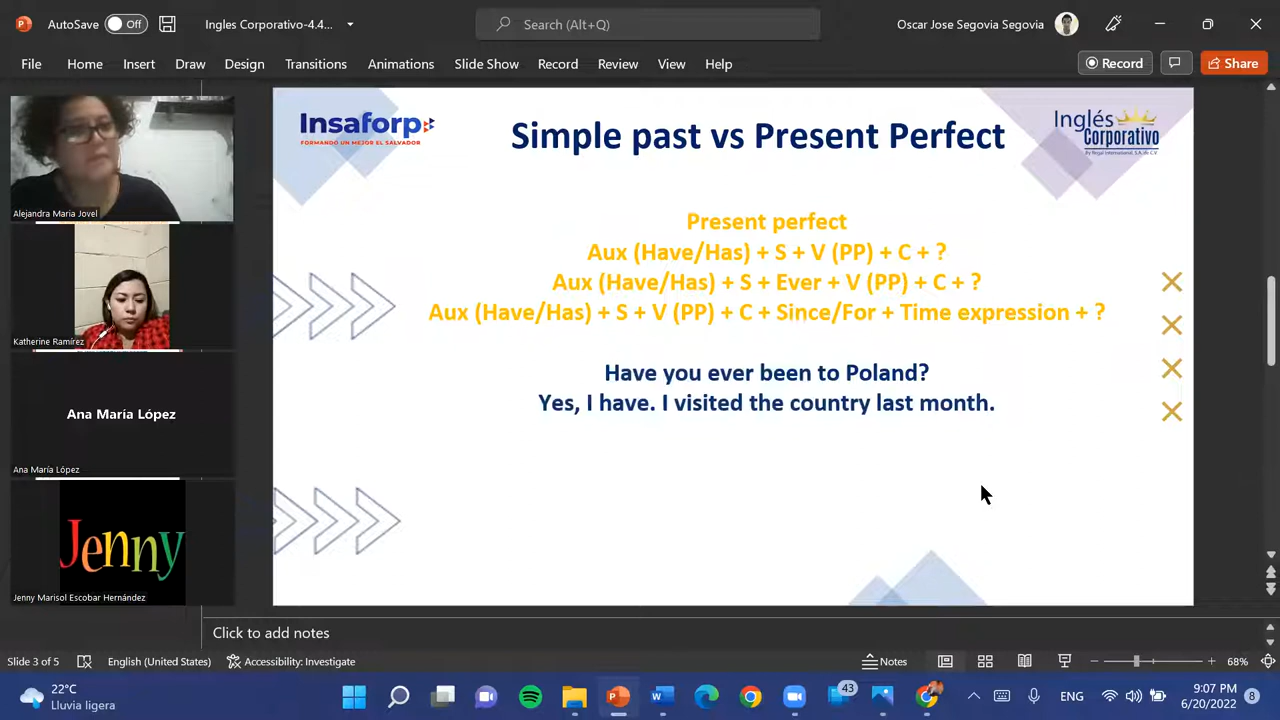 AutoSave Off Ingles Corporativo-4.4... Search (Alt+Q) Oscar Jose Segovia Segovia
File Home Insert Draw Design Transitions Animations Slide Show Record Review View Help Record Share
Insaforp
FORMANDO UN MEJOR EL SALVADOR
Simple past vs Present Perfect
Inglés
Corporativo
By Regal International, S.A. de C.V.
Present perfect
Aux (Have/Has) + S + V (PP) + C + ?
Aux (Have/Has) + S + Ever + V (PP) + C + ?
Aux (Have/Has) + S + V (PP) + C + Since/For + Time expression + ?
Have you ever been to Poland?
Yes, I have. I visited the country last month.
Alejandra Maria Jovel
Katherine Ramírez
Ana María López
Ana María López
Jenny
Jenny Marisol Escobar Hernández
Click to add notes
Slide 3 of 5 English (United States) Accessibility: Investigate Notes 68%
22°C
Lluvia ligera
43
ENG
9:07 PM
6/20/2022
8